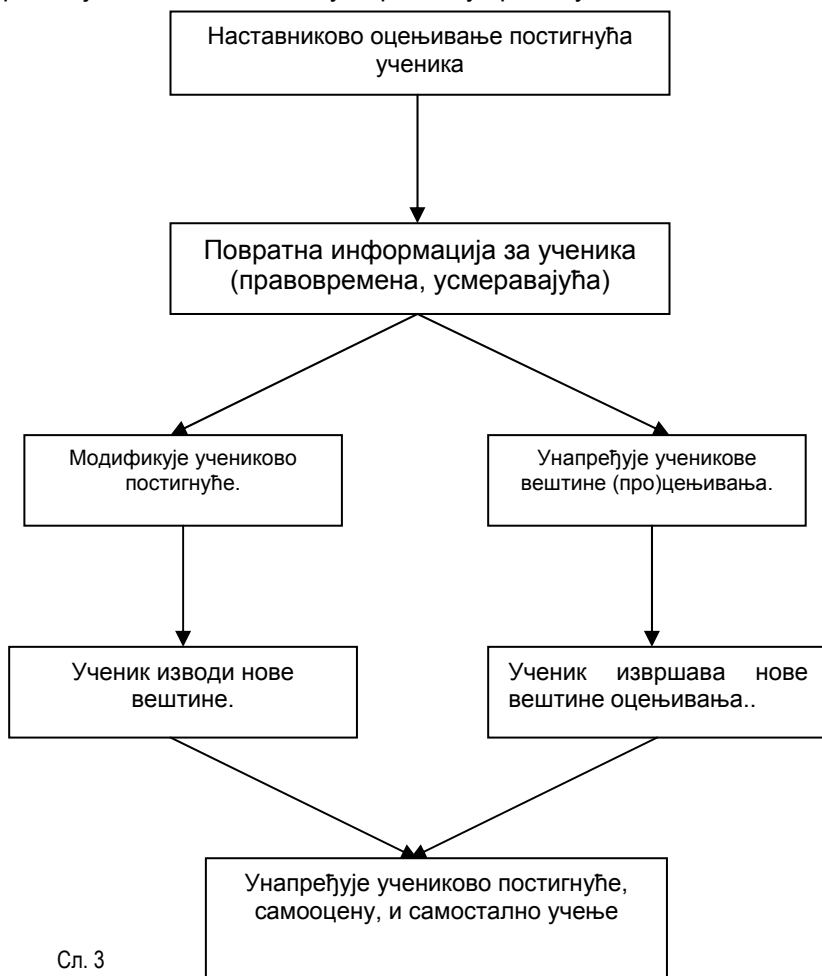 Наставниково оцењивање постигнућа
ученика
Повратна информација за ученика
(правовремена, усмеравајућа)
Модификује учениково
постигнуће.
Унапређује ученикове
вештине (про)цењивања.
Ученик изводи нове
вештине.
Ученик извршава нове
вештине оцењивања..
Унапређује учениково постигнуће,
самооцену, и самостално учење
Сл. 3